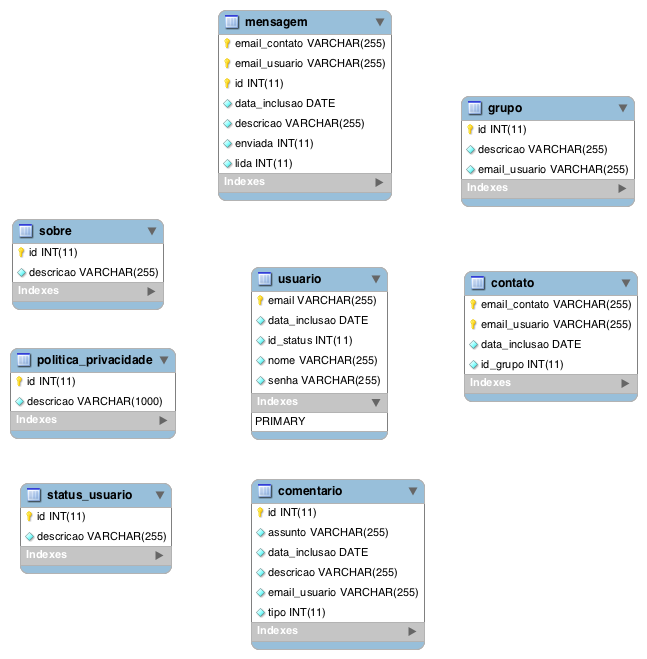 mensagem
email_contato VARCHAR(255)
email_usuario VARCHAR(255)
id INT(11)
data_inclusao DATE
descricao VARCHAR(255)
enviada INT(11)
lida INT(11)
Indexes
grupo
id INT(11)
descricao VARCHAR(255)
email_usuario VARCHAR(255)
Indexes
sobre
id INT(11)
descricao VARCHAR(255)
Indexes
usuario
email VARCHAR(255)
data_inclusao DATE
id_status INT(11)
nome VARCHAR(255)
senha VARCHAR(255)
Indexes
PRIMARY
contato
email_contato VARCHAR(255)
email_usuario VARCHAR(255)
data_inclusao DATE
id_grupo INT(11)
Indexes
politica_privacidade
id INT(11)
descricao VARCHAR(1000)
Indexes
status_usuario
id INT(11)
descricao VARCHAR(255)
Indexes
comentario
id INT(11)
assunto VARCHAR(255)
data_inclusao DATE
descricao VARCHAR(255)
email_usuario VARCHAR(255)
tipo INT(11)
Indexes